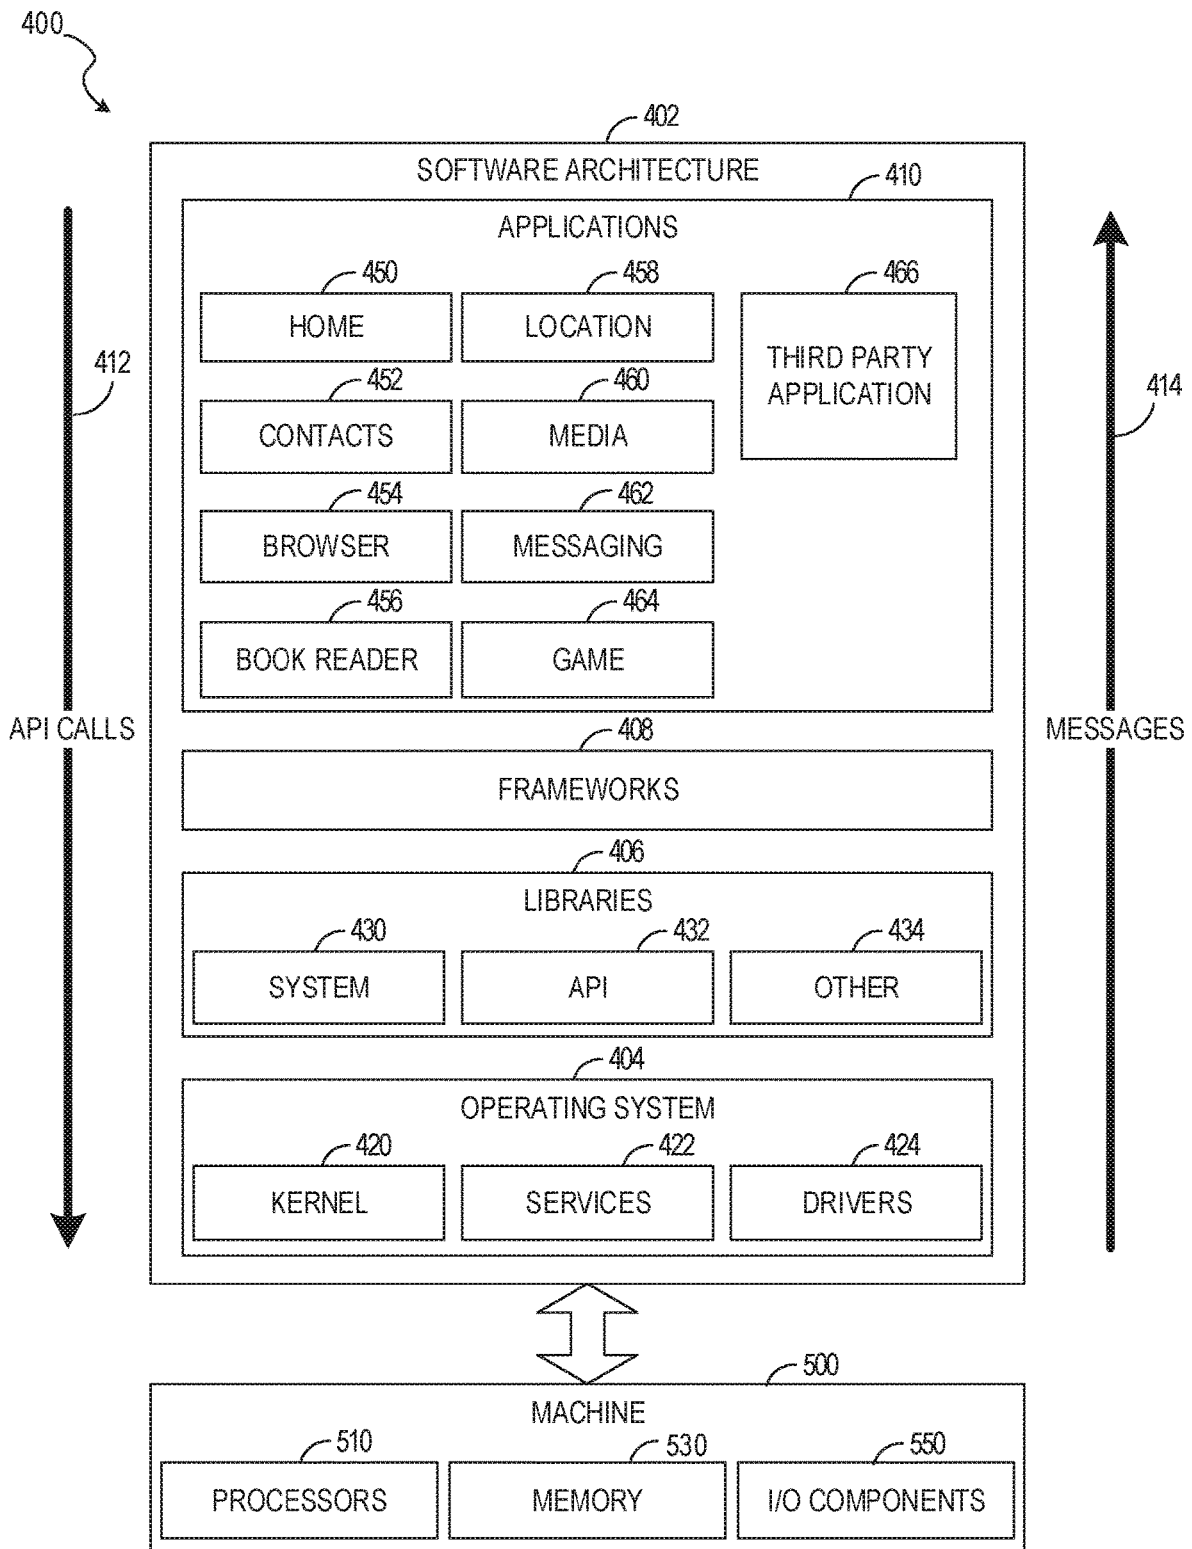 400
402
SOFTWARE ARCHITECTURE
410
APPLICATIONS
450
458
466
HOME
LOCATION
THIRD PARTY
APPLICATION
412
452
460
414
CONTACTS
MEDIA
454
462
BROWSER
MESSAGING
456
464
BOOK READER
GAME
API CALLS
MESSAGES
408
FRAMEWORKS
406
LIBRARIES
430
432
434
SYSTEM
API
OTHER
404
OPERATING SYSTEM
420
422
424
KERNEL
SERVICES
DRIVERS
500
MACHINE
510
530
550
PROCESSORS
MEMORY
I/O COMPONENTS